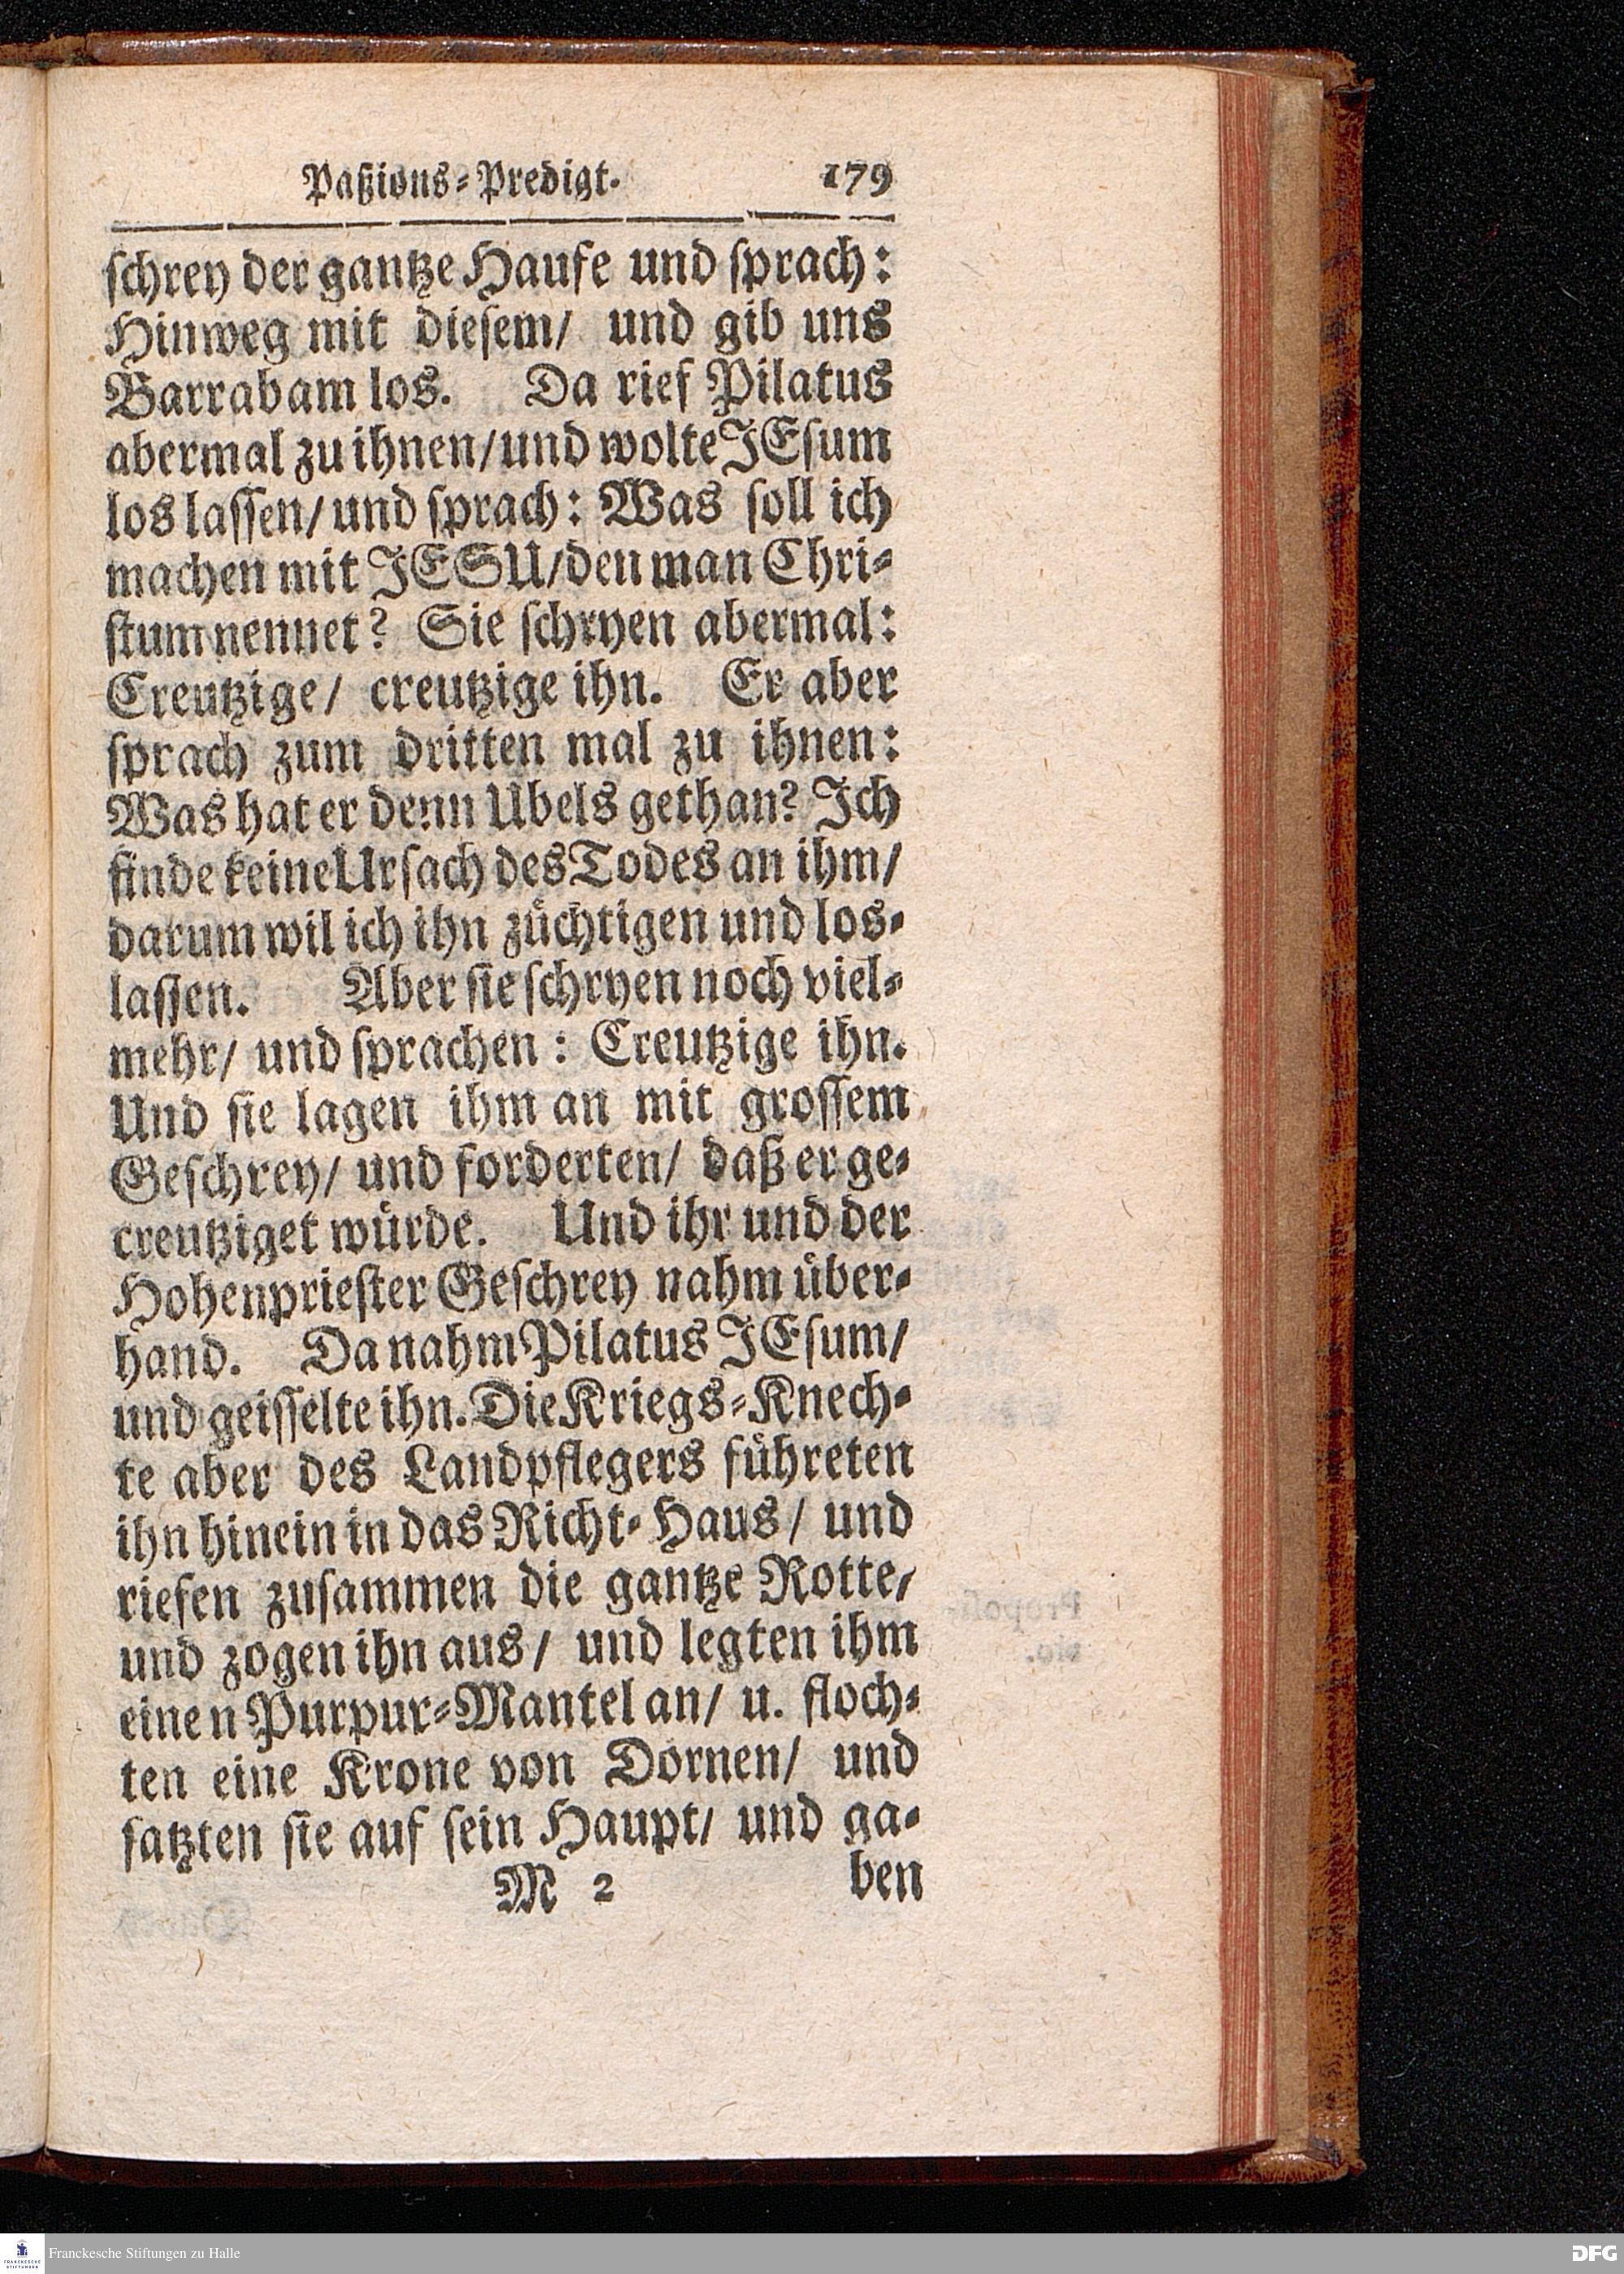 Paßions-Predigt. 179
schrey der gantze Haufe und sprach:
Hinweg mit diesem/ und gib uns
Barrabam los. Da rief Pilatus
abermal zu ihnen/ und wolte JEsum
los lassen/ und sprach: Was soll ich
machen mit JESU/ den man Chri-
stum nennet? Sie schryen abermal:
Creutzige/ creutzige ihn. Er aber
sprach zum dritten mal zu ihnen:
Was hat er denn Ubels gethan? Ich
finde keine Ursach des Todes an ihm/
darum wil ich ihn züchtigen und los-
lassen. Aber sie schryen noch viel-
mehr/ und sprachen: Creutzige ihn.
Und sie lagen ihm an mit grossem
Geschrey/ und forderten/ daß er ge-
creutziget würde. Und ihr und der
Hohenpriester Geschrey nahm über-
hand. Da nahm Pilatus JEsum/
und geisselte ihn. Die Kriegs-Knech-
te aber des Landpflegers führeten
ihn hinein in das Richt-Haus/ und
riefen zusammen die gantze Rotte/
und zogen ihn aus/ und legten ihm
einen Purpur-Mantel an/ u. floch-
ten eine Krone von Dornen/ und
satzten sie auf sein Haupt/ und ga-
M 2 ben
FRANCKESCHE STIFTUNGEN
Franckesche Stiftungen zu Halle
DFG